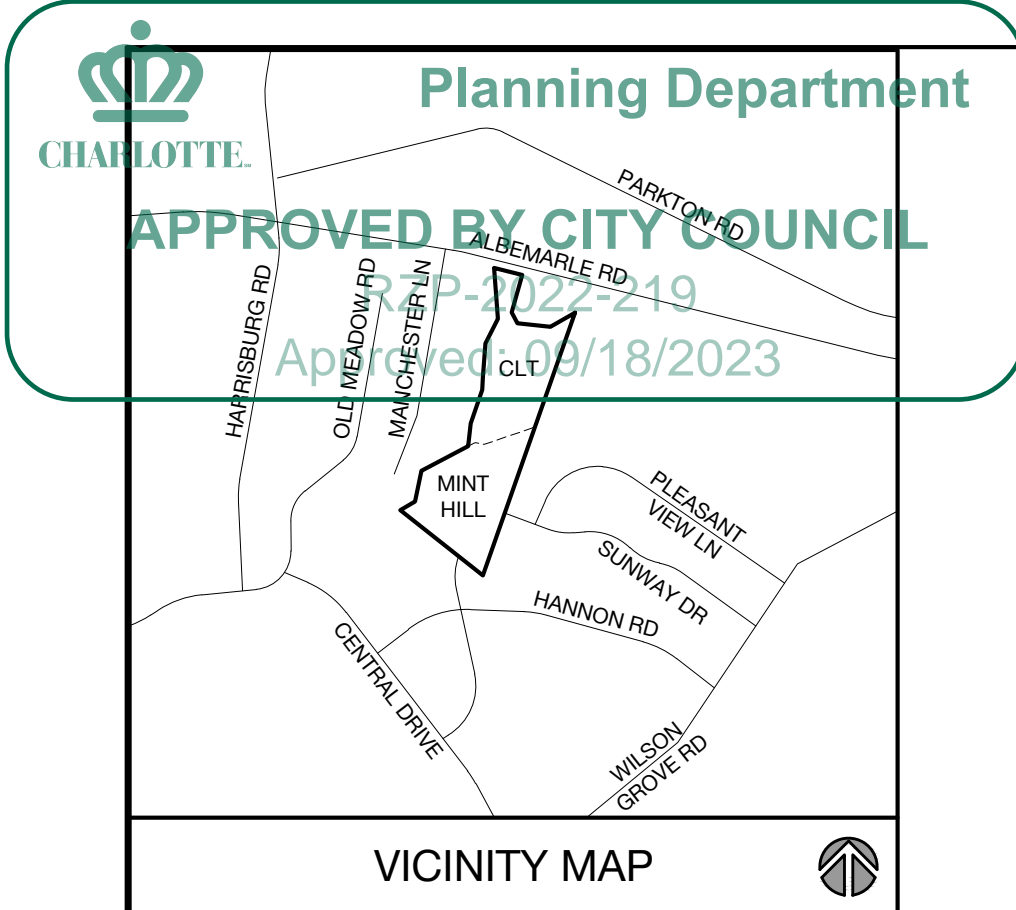 CHARLOTTE
Planning Department
APPROVED BY CITY COUNCIL
RZP-2022-219
Approved: 09/18/2023
PARKTON RD
ALBEMARLE RD
HARRISBURG RD
OLD MEADOW RD
MANCHESTER LN
CLT
MINT
HILL
PLEASANT
VIEW LN
SUNWAY DR
HANNON RD
CENTRAL DRIVE
WILSON
GROVE RD
VICINITY MAP